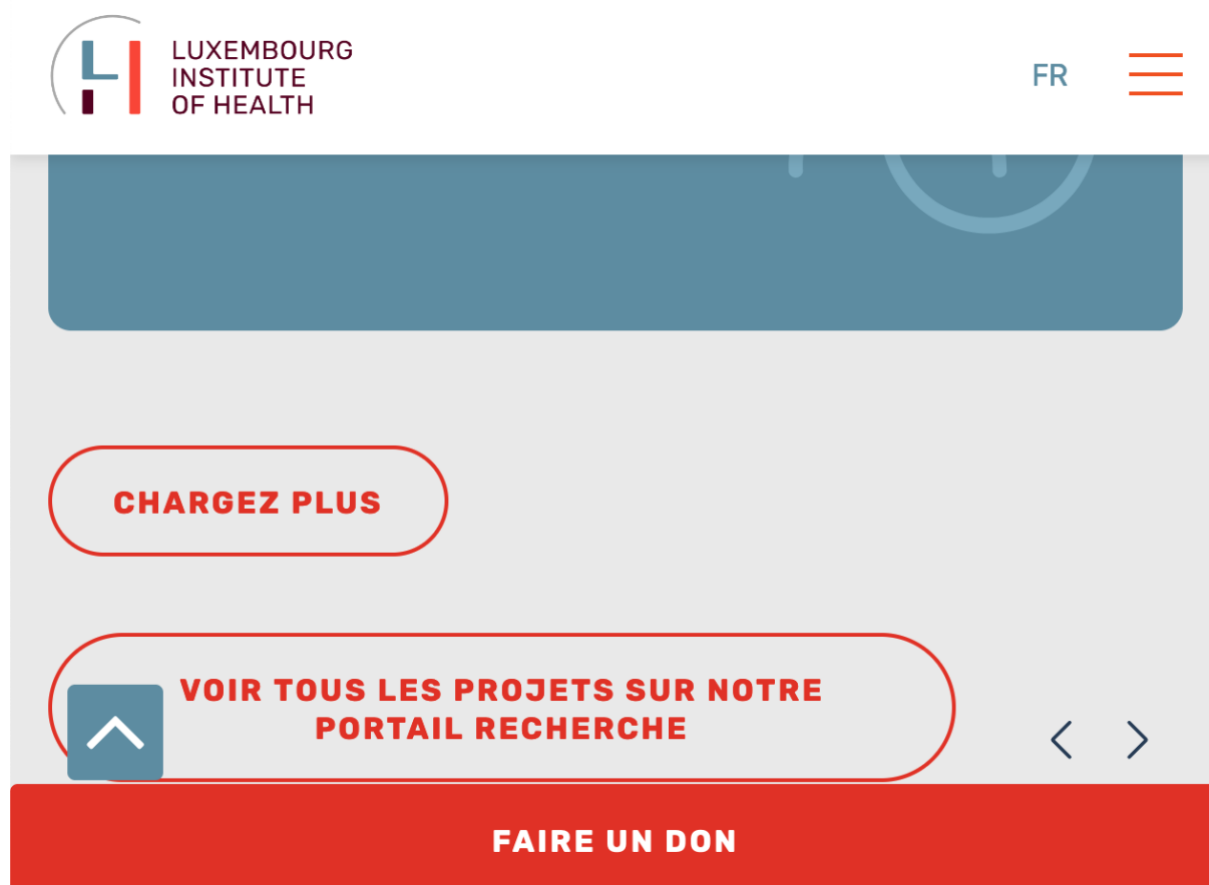 LUXEMBOURG
INSTITUTE
OF HEALTH
FR
CHARGEZ PLUS
VOIR TOUS LES PROJETS SUR NOTRE
PORTAIL RECHERCHE
FAIRE UN DON